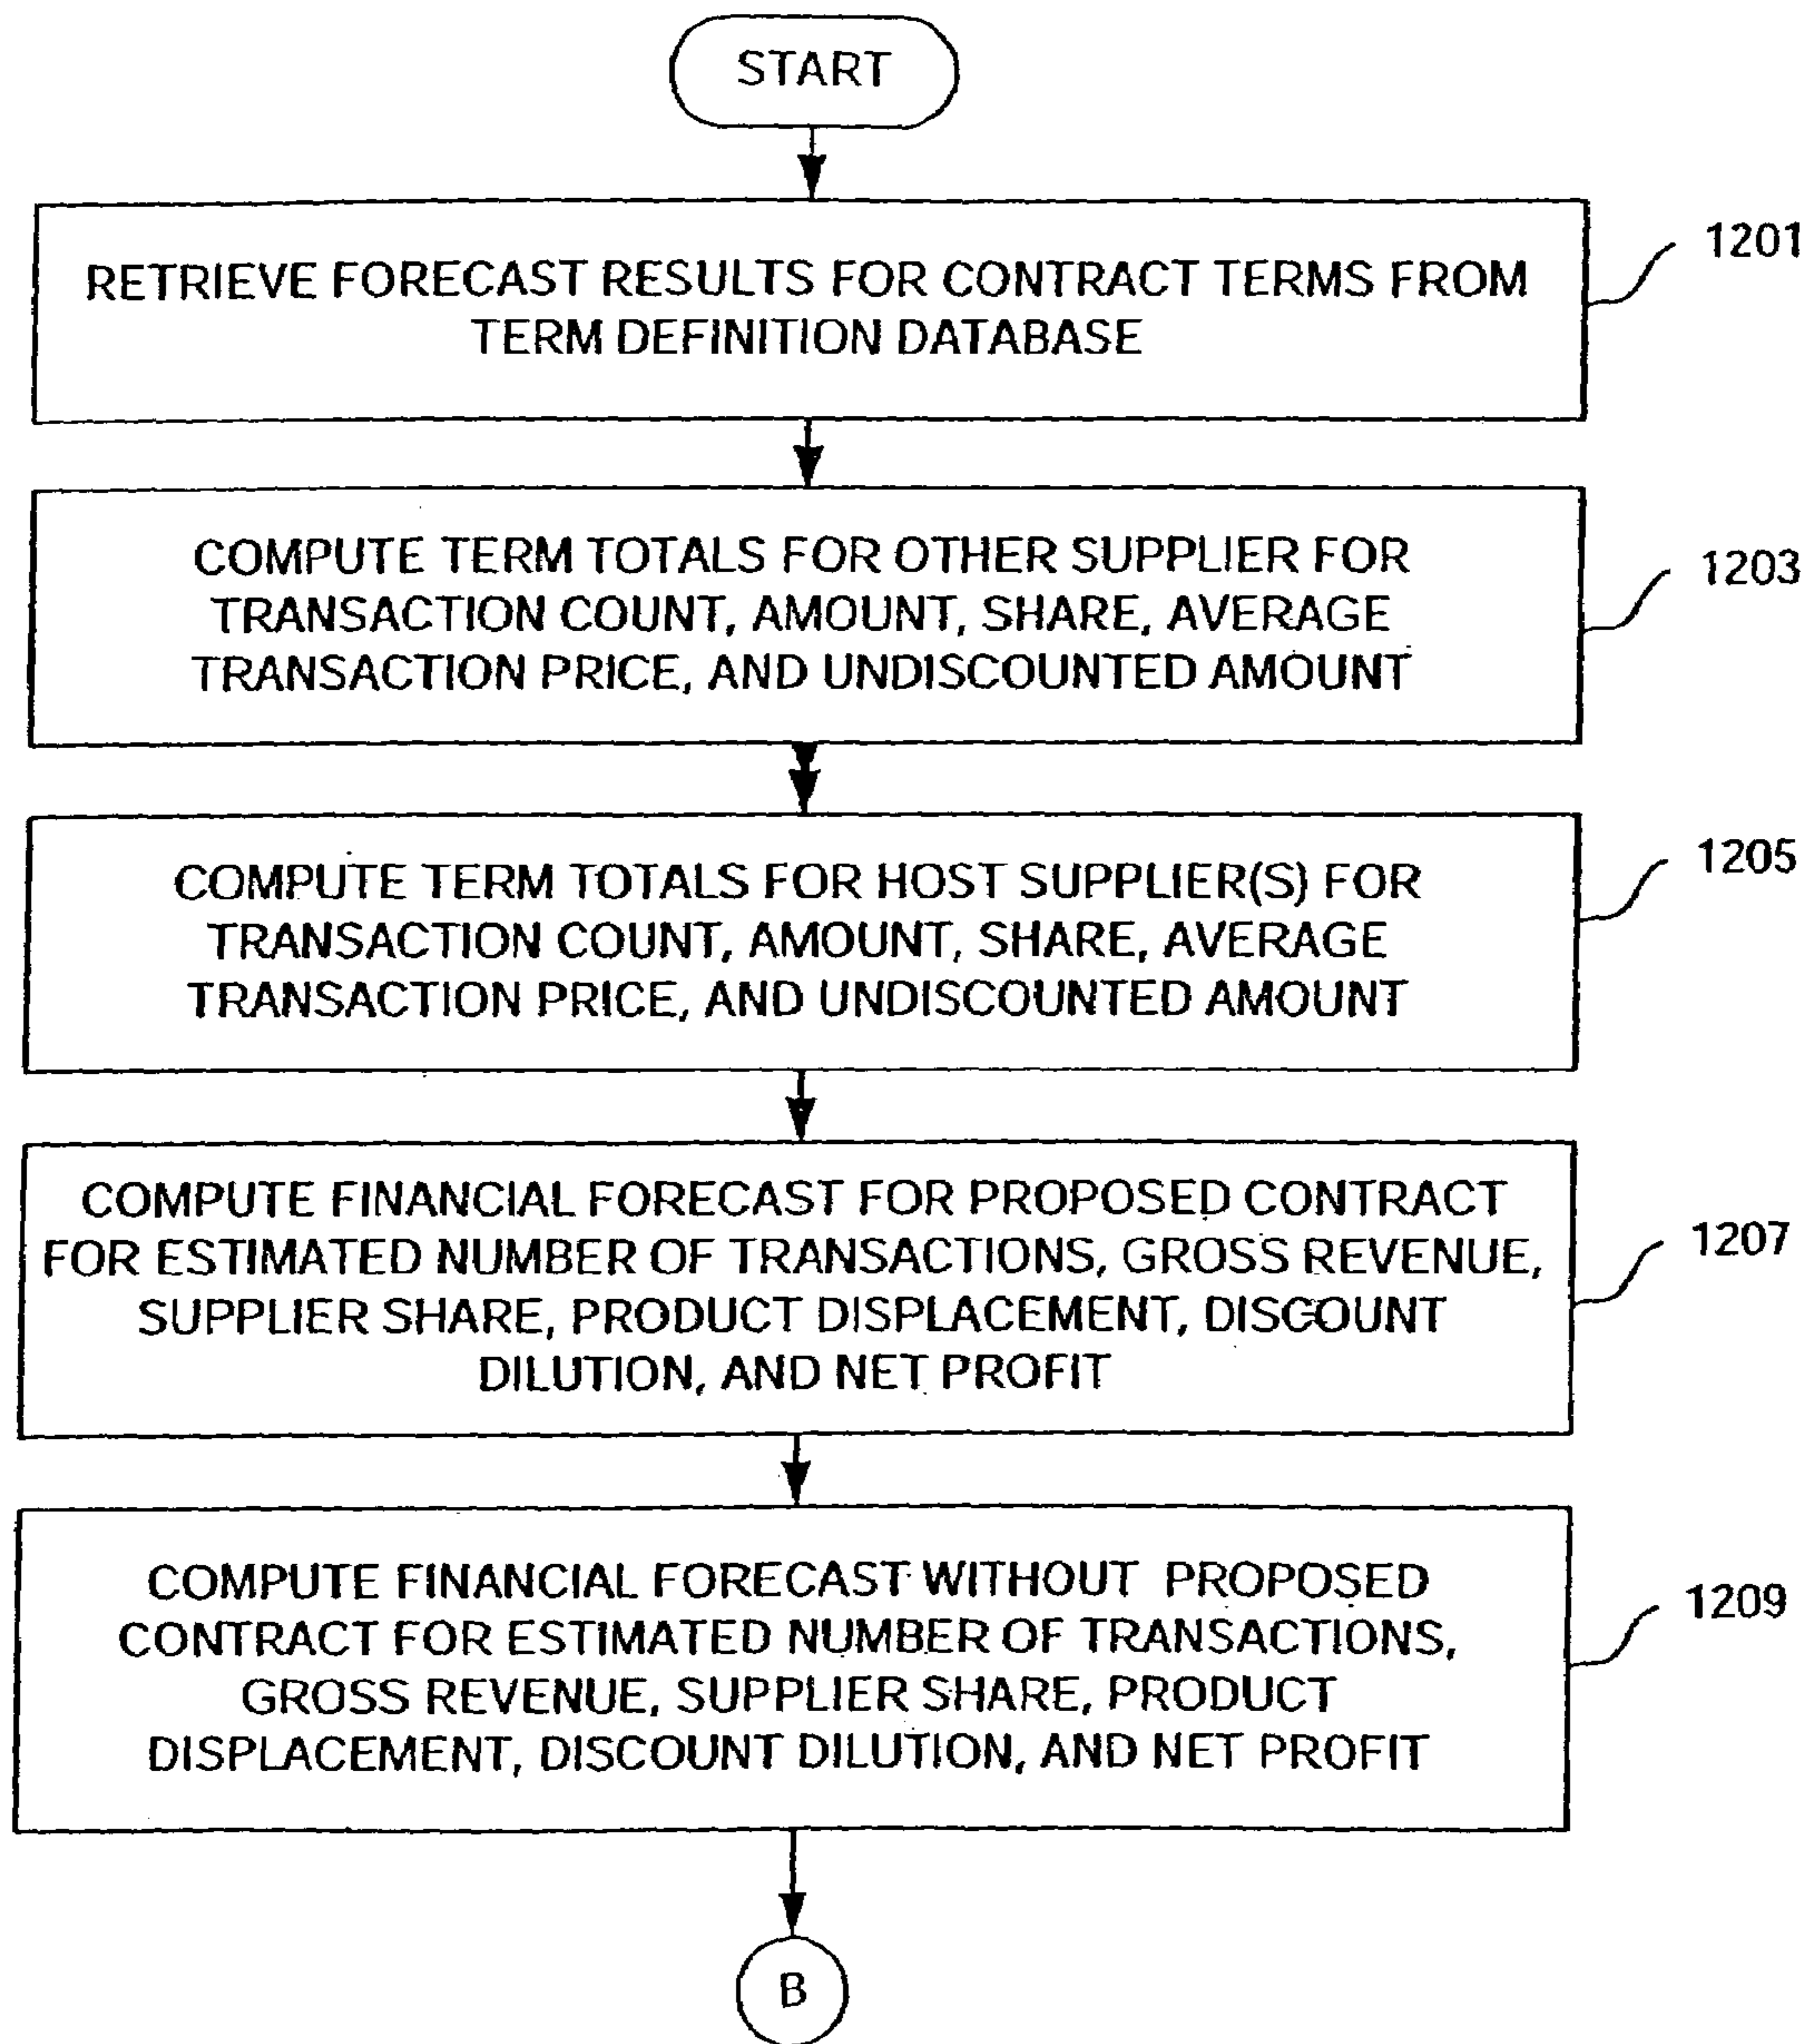 START
RETRIEVE FORECAST RESULTS FOR CONTRACT TERMS FROM
TERM DEFINITION DATABASE
1201
COMPUTE TERM TOTALS FOR OTHER SUPPLIER FOR
TRANSACTION COUNT, AMOUNT, SHARE, AVERAGE
TRANSACTION PRICE, AND UNDISCOUNTED AMOUNT
1203
COMPUTE TERM TOTALS FOR HOST SUPPLIER(S) FOR
TRANSACTION COUNT, AMOUNT, SHARE, AVERAGE
TRANSACTION PRICE, AND UNDISCOUNTED AMOUNT
1205
COMPUTE FINANCIAL FORECAST FOR PROPOSED CONTRACT
FOR ESTIMATED NUMBER OF TRANSACTIONS, GROSS REVENUE,
SUPPLIER SHARE, PRODUCT DISPLACEMENT, DISCOUNT
DILUTION, AND NET PROFIT
1207
COMPUTE FINANCIAL FORECAST WITHOUT PROPOSED
CONTRACT FOR ESTIMATED NUMBER OF TRANSACTIONS,
GROSS REVENUE, SUPPLIER SHARE, PRODUCT
DISPLACEMENT, DISCOUNT DILUTION, AND NET PROFIT
1209
B